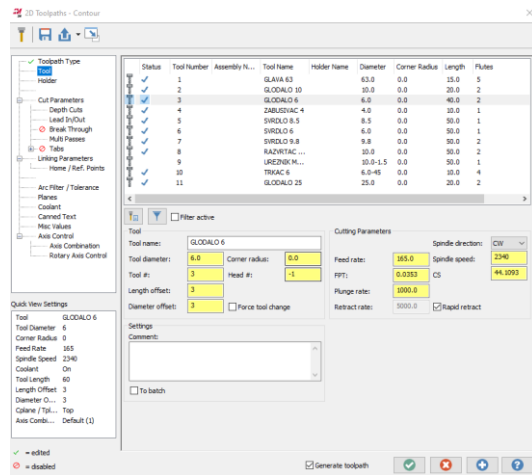 2D Toolpaths - Contour
Toolpath Type
Tool
Holder
Cut Parameters
Depth Cuts
Lead In/Out
Break Through
Multi Passes
Tabs
Linking Parameters
Home / Ref. Points
Arc Filter / Tolerance
Planes
Coolant
Canned Text
Misc Values
Axis Control
Axis Combination
Rotary Axis Control
Quick View Settings
Tool GLODALO 6
Tool Diameter 6
Corner Radius 0
Feed Rate 165
Spindle Speed 2340
Coolant On
Tool Length 60
Length Offset 3
Diameter O... 3
Cplane / Tpl... Top
Axis Combi... Default (1)
= edited
= disabled
Status Tool Number Assembly N... Tool Name Holder Name Diameter Corner Radius Length Flutes
1 GLAVA 63 63.0 0.0 15.0 5
2 GLODALO 10 10.0 0.0 20.0 2
3 GLODALO 6 6.0 0.0 40.0 2
4 ZABUSIVAC 4 4.0 0.0 10.0 1
5 SVRDLO 8.5 8.5 0.0 50.0 1
6 SVRDLO 6 6.0 0.0 50.0 1
7 SVRDLO 9.8 9.8 0.0 50.0 2
8 RAZVRTAC ... 10.0 0.0 50.0 2
9 UREZNIK M... 10.0-1.5 0.0 50.0 1
10 TRKAC 6 6.0-45 0.0 10.0 4
11 GLODALO 25 25.0 0.0 20.0 2
Filter active
Tool
Tool name: GLODALO 6
Tool diameter: 6.0 Corner radius: 0.0
Tool #: 3 Head #: -1
Length offset: 3
Diameter offset: 3 Force tool change
Cutting Parameters
Spindle direction: CW
Feed rate: 165.0 Spindle speed: 2340
FPT: 0.0353 CS 44.1093
Plunge rate: 1000.0
Retract rate: 5000.0 Rapid retract
Settings
Comment:
To batch
Generate toolpath